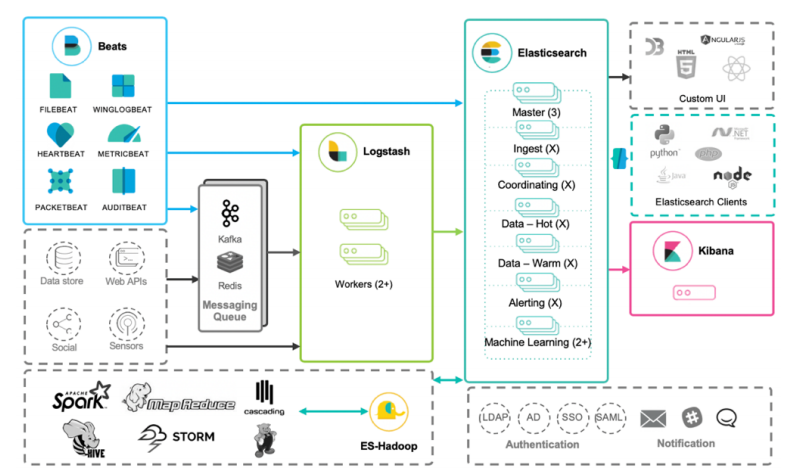 Beats
FILEBEAT
WINGLOGBEAT
HEARTBEAT
METRICBEAT
PACKETBEAT
AUDITBEAT
Data store
Web APIs
Social
Sensors
Kafka
Redis
Messaging
Queue
Logstash
Workers (2+)
Elasticsearch
Master (3)
Ingest (X)
Coordinating (X)
Data – Hot (X)
Data – Warm (X)
Alerting (X)
Machine Learning (2+)
HTML
5
ANGULARJS
Custom UI
python
.NET
php
Java
node
JS
Elasticsearch Clients
Kibana
APACHE
Spark
MapReduce
cascading
HIVE
STORM
ES-Hadoop
LDAP
AD
SSO
SAML
Authentication
Notification